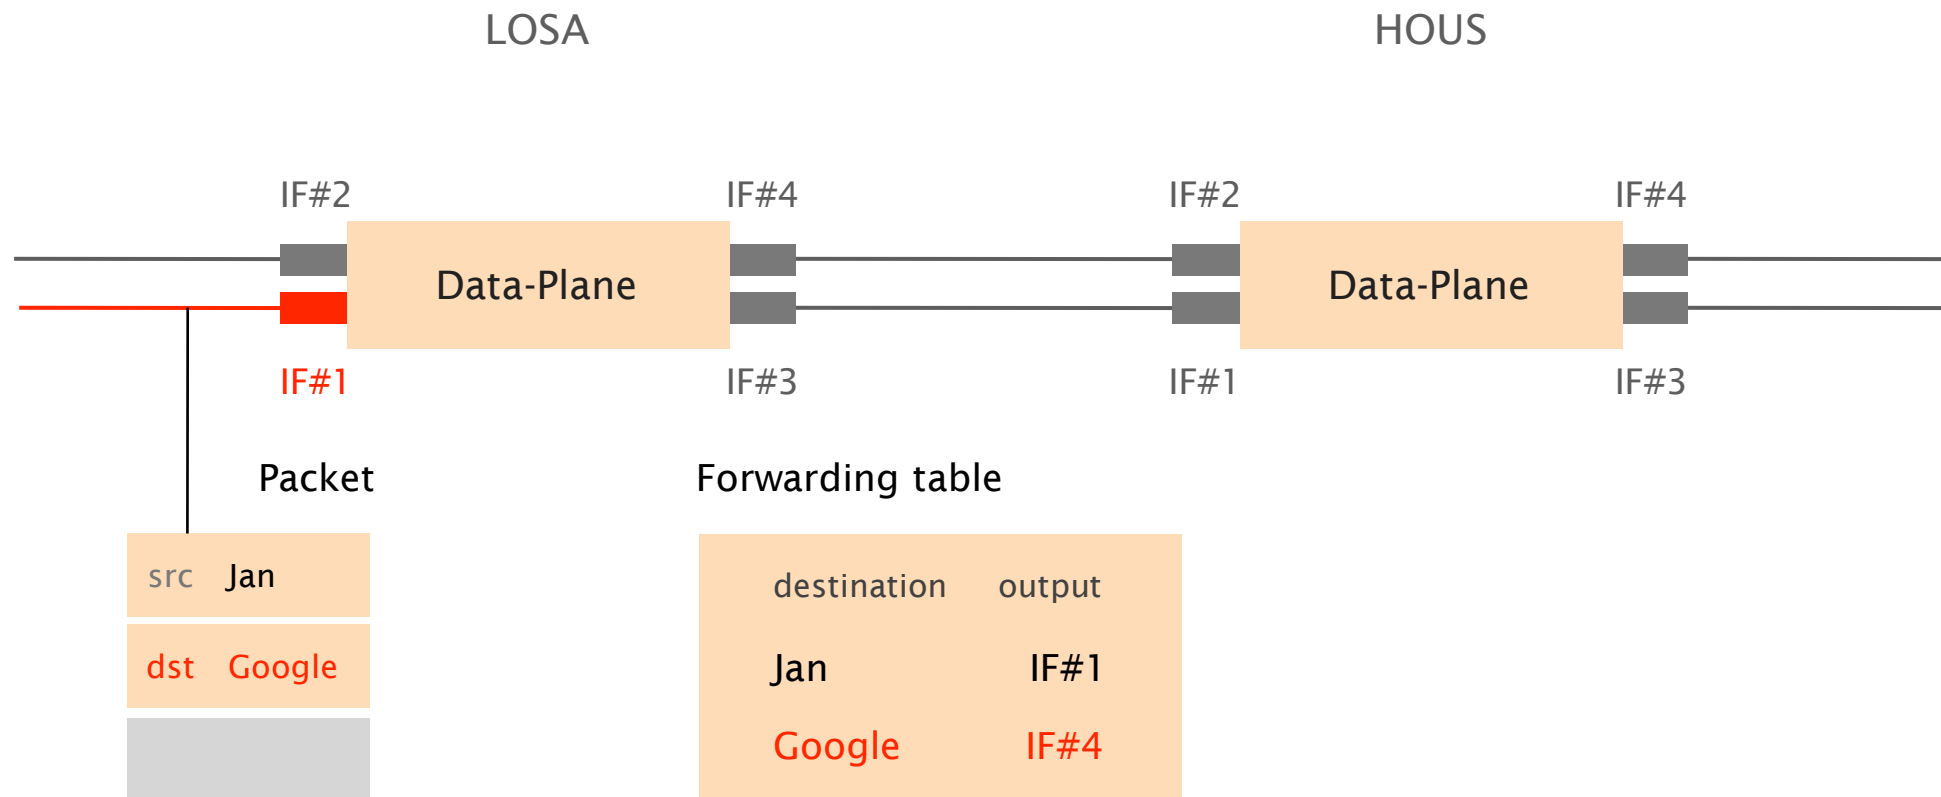 LOSA HOUS
IF#2 IF#4 IF#2 IF#4
Data-Plane Data-Plane
IF#1 IF#3 IF#1 IF#3
Packet Forwarding table
src Jan
destination output
dst Google
Jan IF#1
Google IF#4